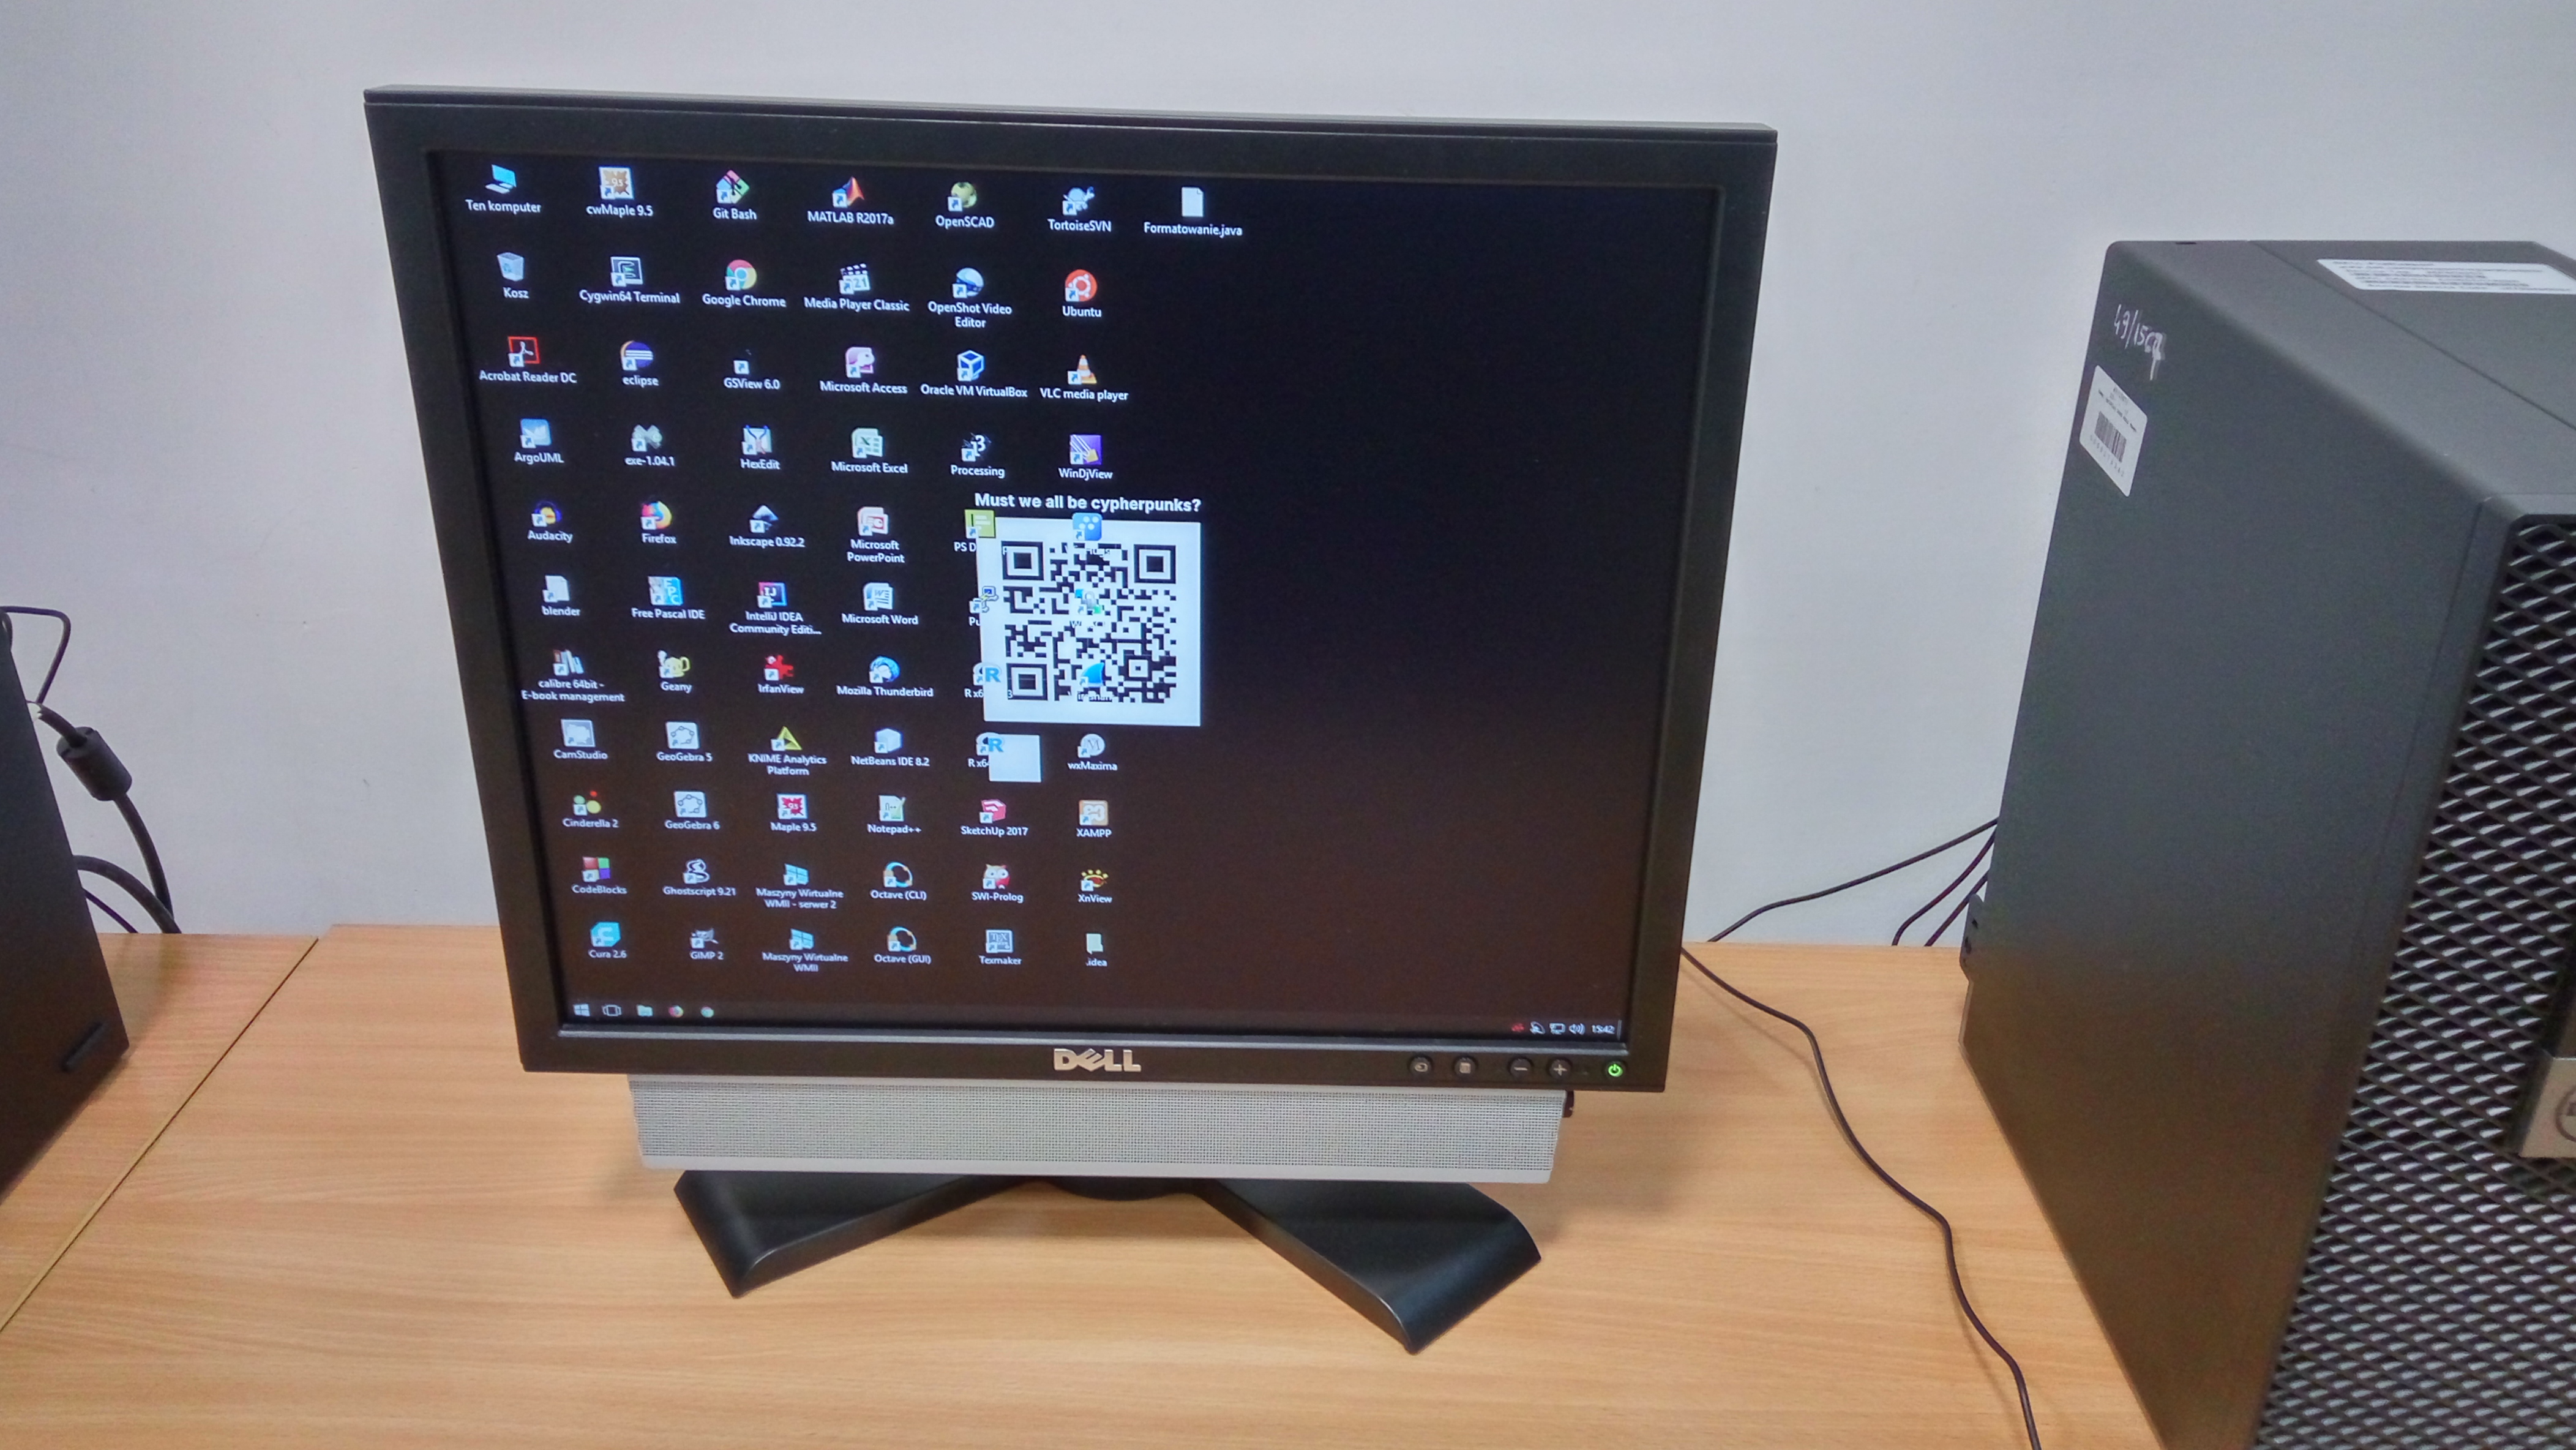 Ten komputer
cwMaple 9.5
Git Bash
MATLAB R2017a
OpenSCAD
TortoiseSVN
Formatowanie.java
Kosz
Cygwin64 Terminal
Google Chrome
Media Player Classic
OpenShot Video
Editor
Ubuntu
Acrobat Reader DC
eclipse
GSView 6.0
Microsoft Access
Oracle VM VirtualBox
VLC media player
ArgoUML
exe-1.04.1
HexEdit
Microsoft Excel
Processing
WinDjView
Must we all be cypherpunks?
Audacity
Firefox
Inkscape 0.92.2
Microsoft
PowerPoint
PS D
blender
Free Pascal IDE
IntelliJ IDEA
Community Editi...
Microsoft Word
Pu
calibre 64bit -
E-book management
Geany
IrfanView
Mozilla Thunderbird
R x6
CamStudio
GeoGebra 5
KNIME Analytics
Platform
NetBeans IDE 8.2
R x64
wxMaxima
Cinderella 2
GeoGebra 6
Maple 9.5
Notepad++
SketchUp 2017
XAMPP
CodeBlocks
Ghostscript 9.21
Maszyny Wirtualne
WMII - serwer 2
Octave (CLI)
SWI-Prolog
XnView
Cura 2.6
GIMP 2
Maszyny Wirtualne
WMII
Octave (GUI)
Texmaker
.idea
15:42
DELL